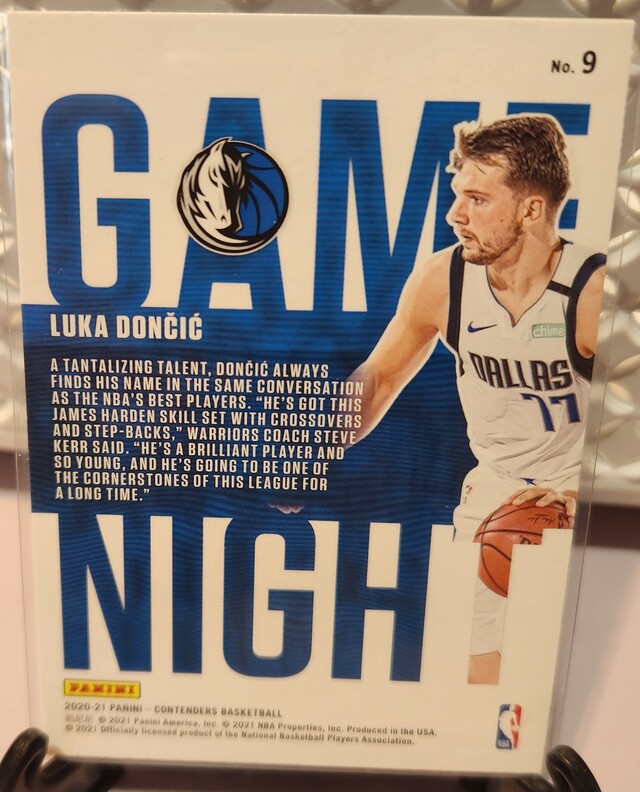 No. 9
GAME
LUKA DONČIĆ
A TANTALIZING TALENT, DONČIĆ ALWAYS
FINDS HIS NAME IN THE SAME CONVERSATION
AS THE NBA'S BEST PLAYERS. "HE'S GOT THIS
JAMES HARDEN SKILL SET WITH CROSSOVERS
AND STEP-BACKS," WARRIORS COACH STEVE
KERR SAID. "HE'S A BRILLIANT PLAYER AND
SO YOUNG, AND HE'S GOING TO BE ONE OF
THE CORNERSTONES OF THIS LEAGUE FOR
A LONG TIME."
chime
DALLAS
77
NIGHT
PANINI
2020-21 PANINI – CONTENDERS BASKETBALL
© 2021 Panini America, Inc. © 2021 NBA Properties, Inc. Produced in the USA.
© 2021 Officially licensed product of the National Basketball Players Association.
NBA